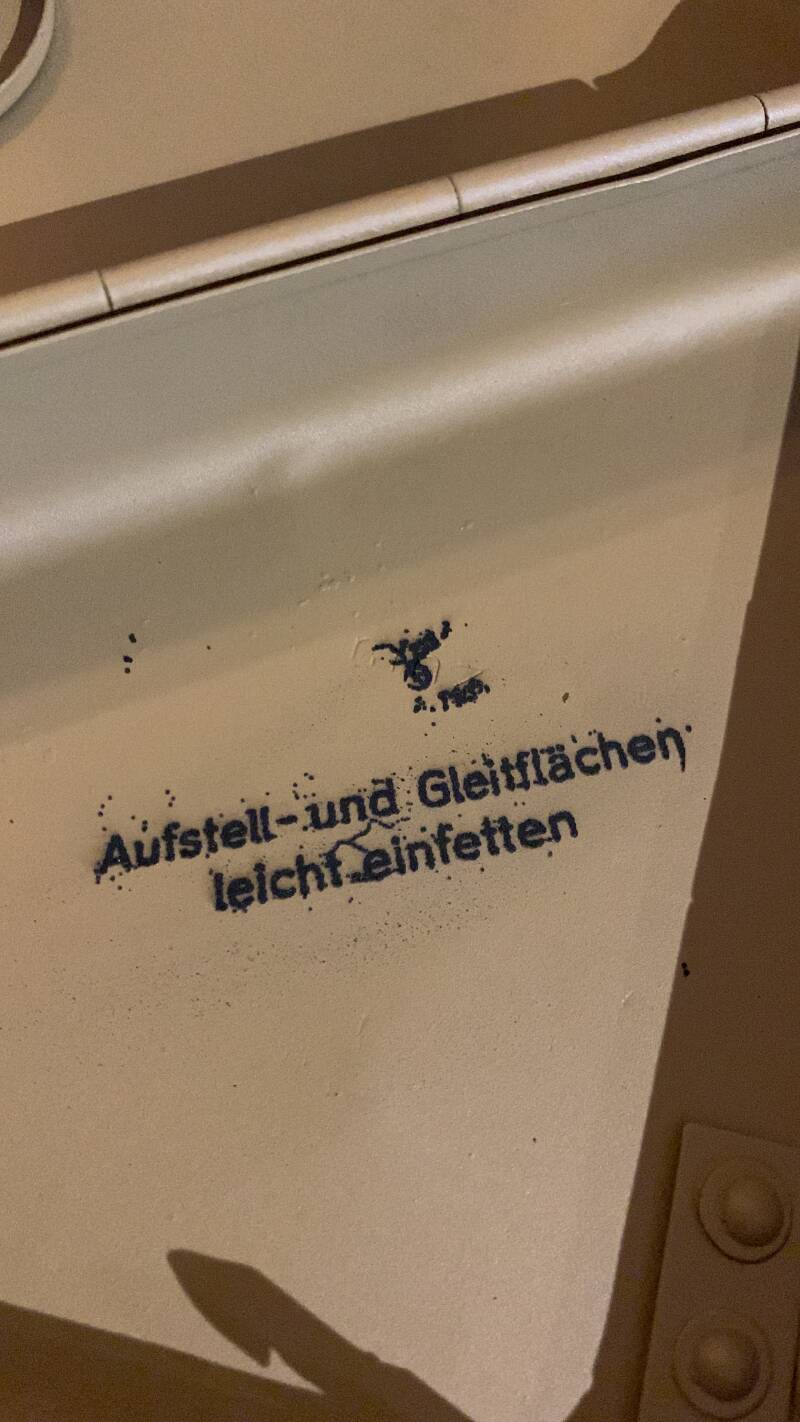 Aufstell- und Gleitflächen
leicht einfetten